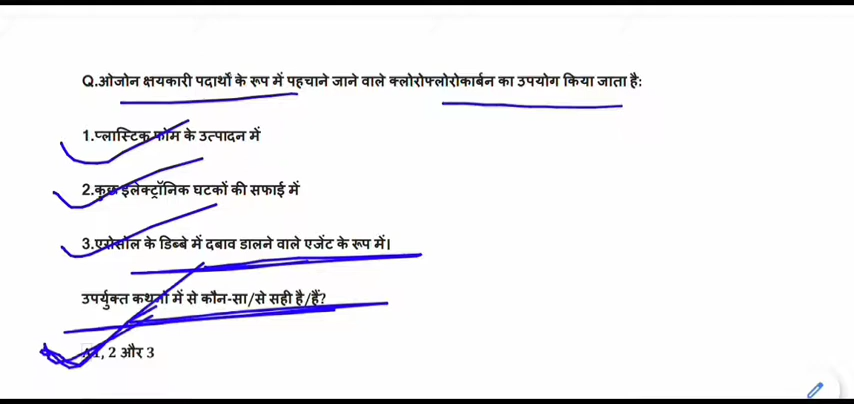 Q.ओजोन क्षयकारी पदार्थों के रूप में पहचाने जाने वाले क्लोरोफ्लोरोकार्बन का उपयोग किया जाता है:
1.प्लास्टिक फोम के उत्पादन में
2.कुछ इलेक्ट्रॉनिक घटकों की सफाई में
3.एरोसोल के डिब्बे में दबाव डालने वाले एजेंट के रूप में।
उपर्युक्त कथनों में से कौन-सा/से सही है/हैं?
A1, 2 और 3